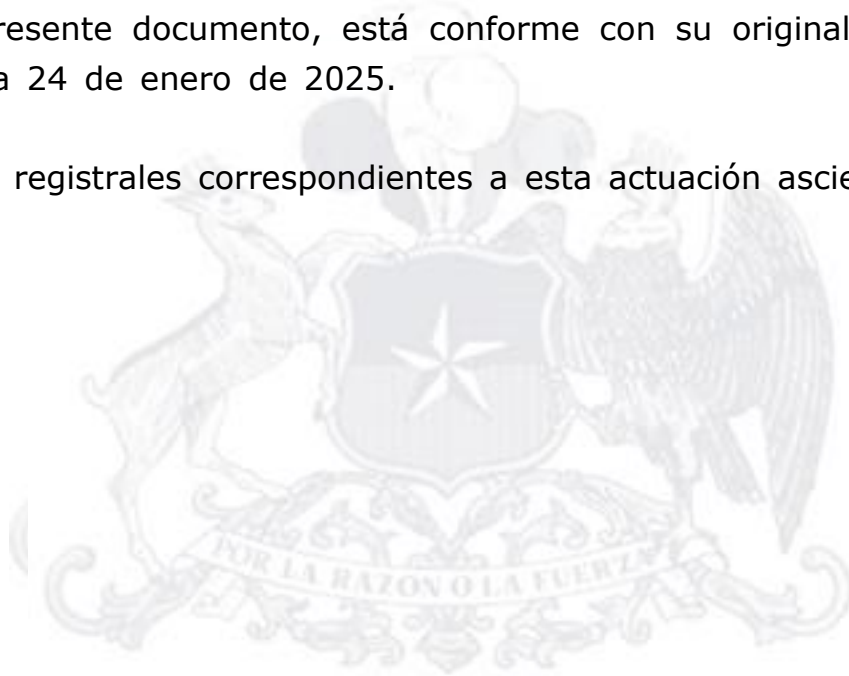 resente documento, está conforme con su original
a 24 de enero de 2025.
registrales correspondientes a esta actuación ascie
POR LA RAZON O LA FUERZA